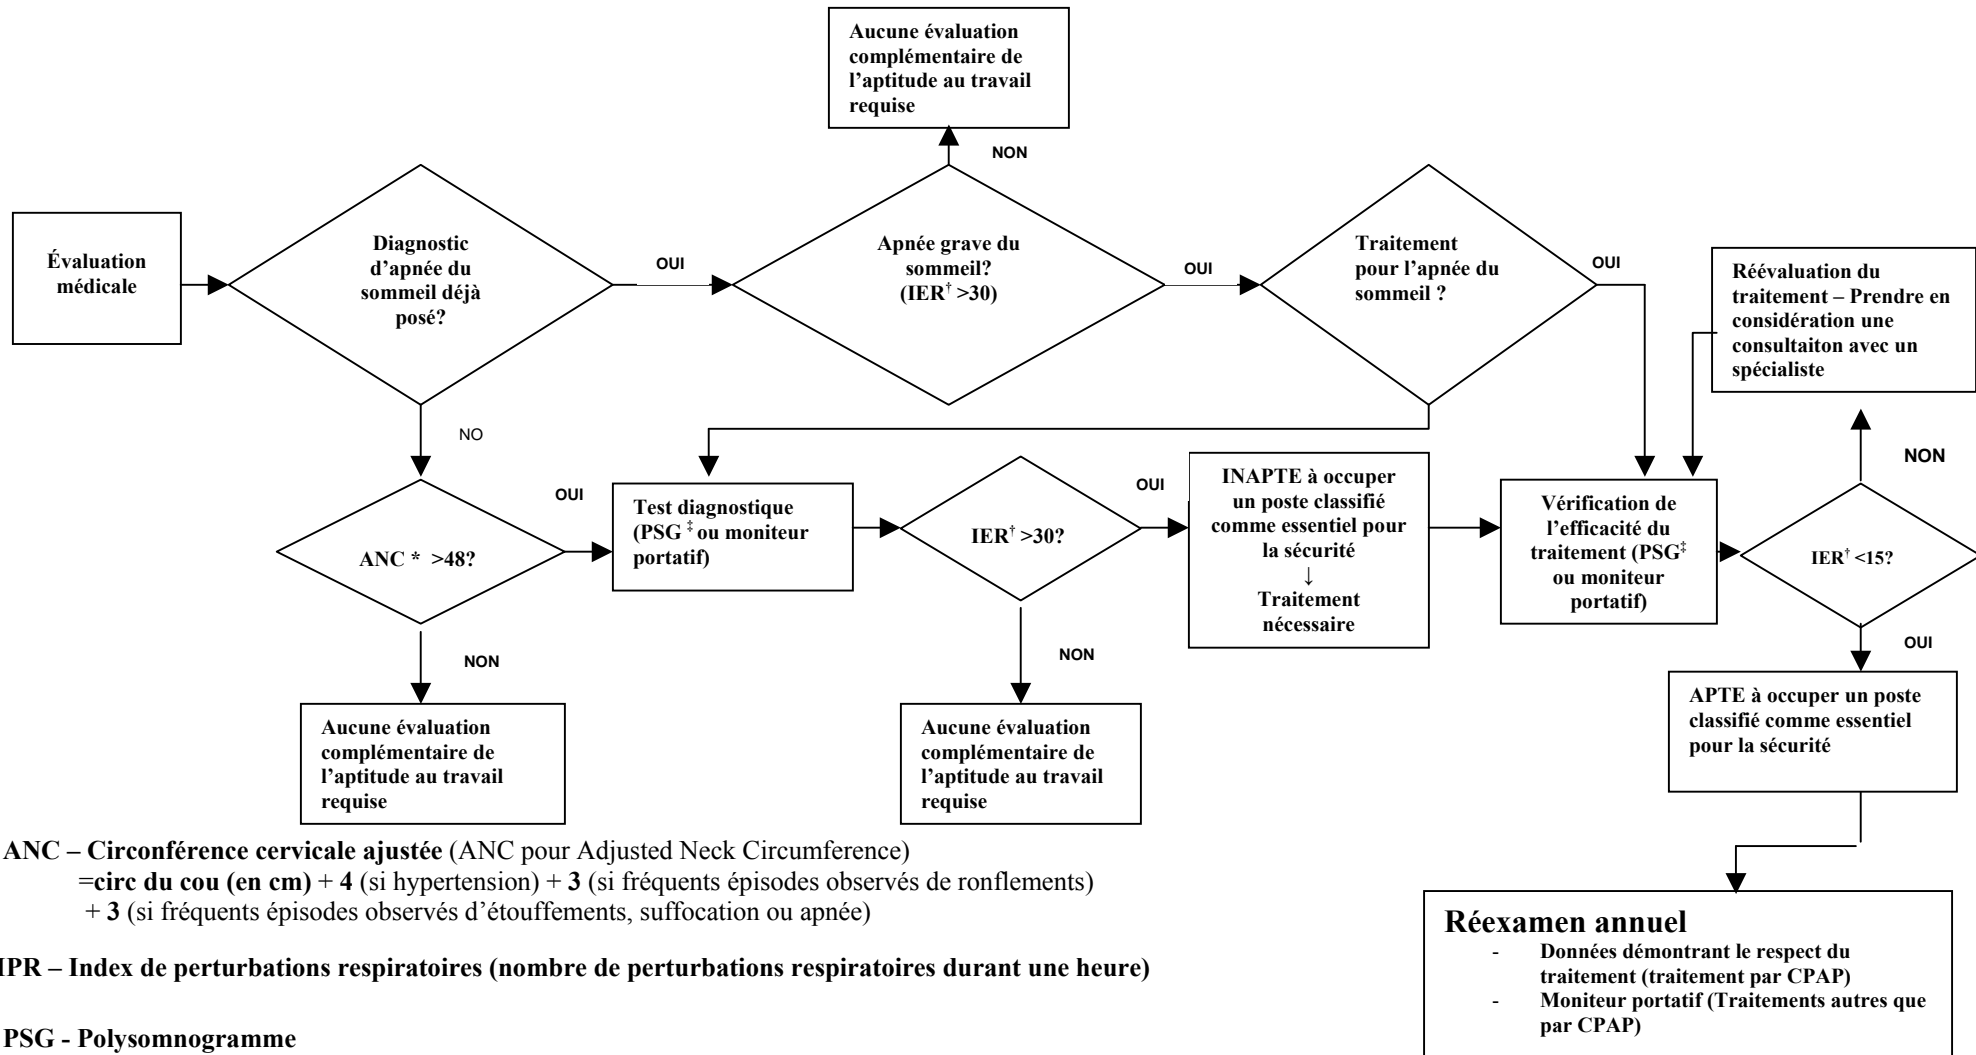 Aucune évaluation
complémentaire de
l’aptitude au travail
requise
NON
Évaluation
médicale
Diagnostic
d’apnée du
sommeil déjà
posé?
OUI
Apnée grave du
sommeil?
(IER† >30)
OUI
Traitement
pour l’apnée du
sommeil ?
OUI
Réévaluation du
traitement – Prendre en
considération une
consultaiton avec un
spécialiste
NO
NON
ANC * >48?
OUI
Test diagnostique
(PSG ‡ ou moniteur
portatif)
IER† >30?
OUI
INAPTE à occuper
un poste classifié
comme essentiel pour
la sécurité
↓
Traitement
nécessaire
Vérification de
l’efficacité du
traitement (PSG‡
ou moniteur
portatif)
IER† <15?
OUI
NON
NON
Aucune évaluation
complémentaire de
l’aptitude au travail
requise
Aucune évaluation
complémentaire de
l’aptitude au travail
requise
APTE à occuper un poste
classifié comme essentiel
pour la sécurité
ANC – Circonférence cervicale ajustée (ANC pour Adjusted Neck Circumference)
=circ du cou (en cm) + 4 (si hypertension) + 3 (si fréquents épisodes observés de ronflements)
+ 3 (si fréquents épisodes observés d’étouffements, suffocation ou apnée)
IPR – Index de perturbations respiratoires (nombre de perturbations respiratoires durant une heure)
PSG - Polysomnogramme
Réexamen annuel
- Données démontrant le respect du
traitement (traitement par CPAP)
- Moniteur portatif (Traitements autres que
par CPAP)